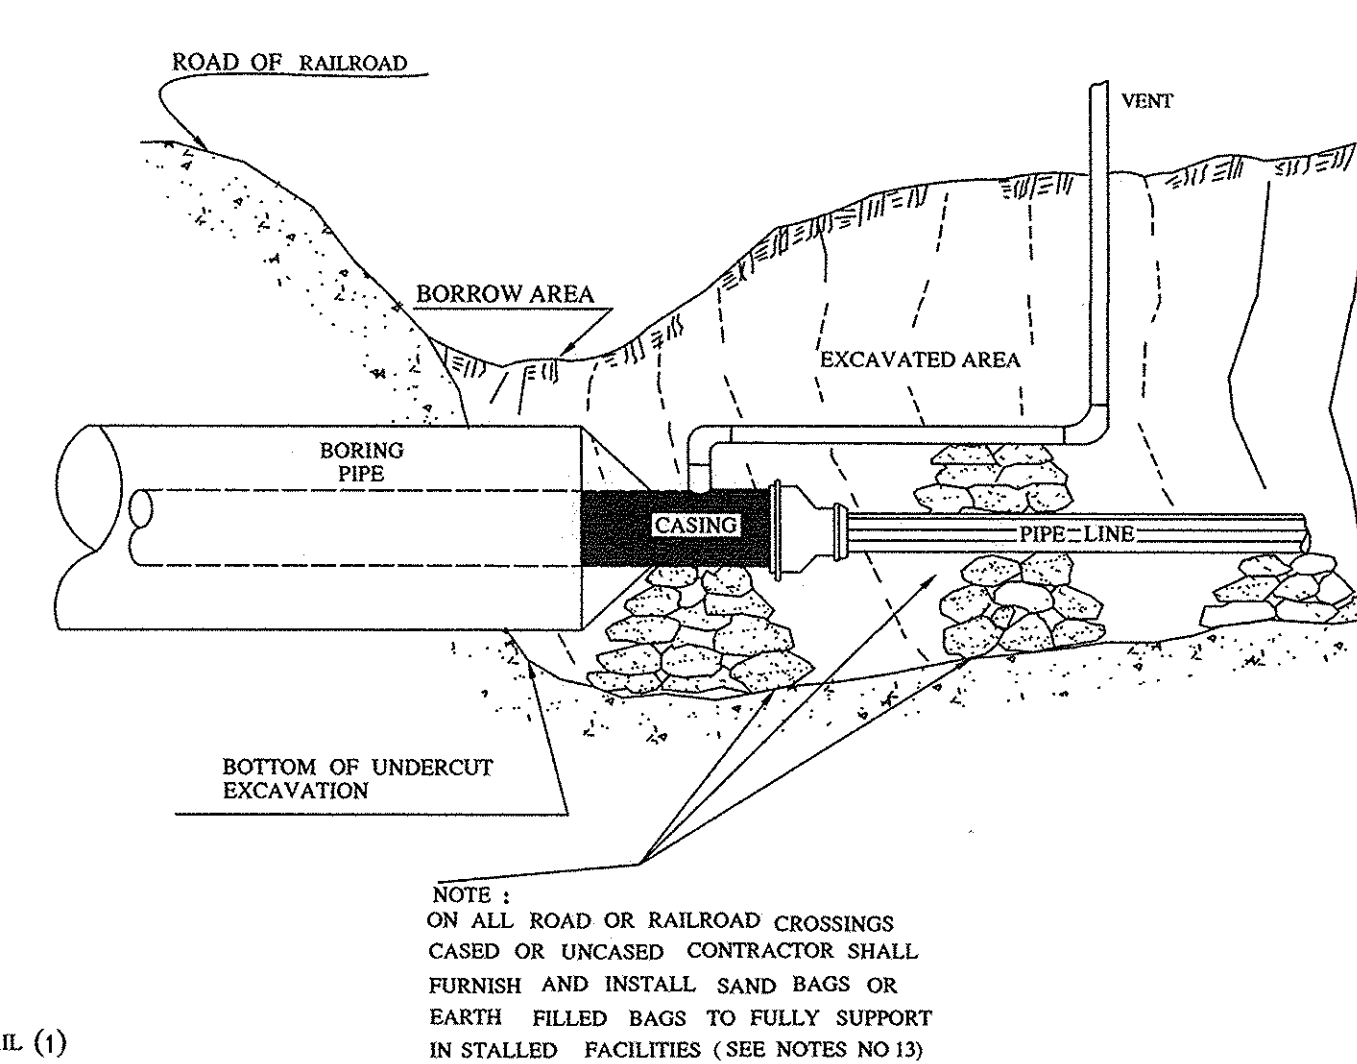 ROAD OF RAILROAD
VENT
BORROW AREA
EXCAVATED AREA
BORING
PIPE
CASING
PIPE-LINE
BOTTOM OF UNDERCUT
EXCAVATION
NOTE :
ON ALL ROAD OR RAILROAD CROSSINGS
CASED OR UNCASED CONTRACTOR SHALL
FURNISH AND INSTALL SAND BAGS OR
EARTH FILLED BAGS TO FULLY SUPPORT
IN STALLED FACILITIES (SEE NOTES NO 13)
IL (1)